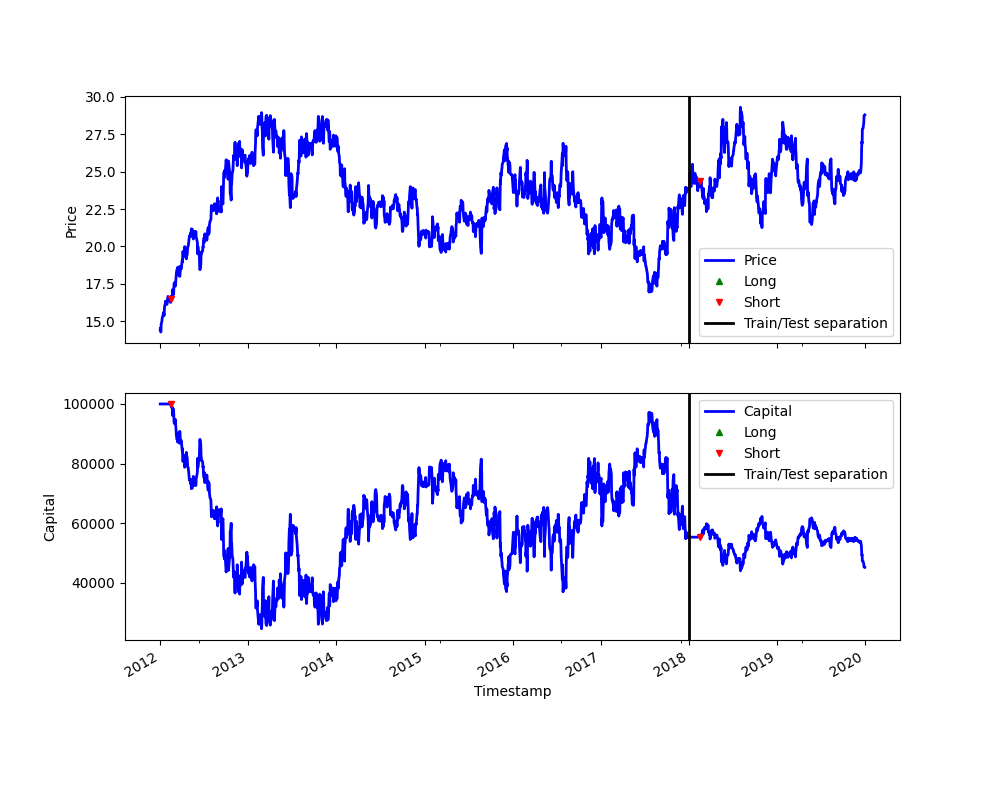 30.0
27.5
25.0
22.5
20.0
17.5
15.0
Price
Price
Long
Short
Train/Test separation
100000
80000
60000
40000
Capital
Capital
Long
Short
Train/Test separation
2012 2013 2014 2015 2016 2017 2018 2019 2020
Timestamp